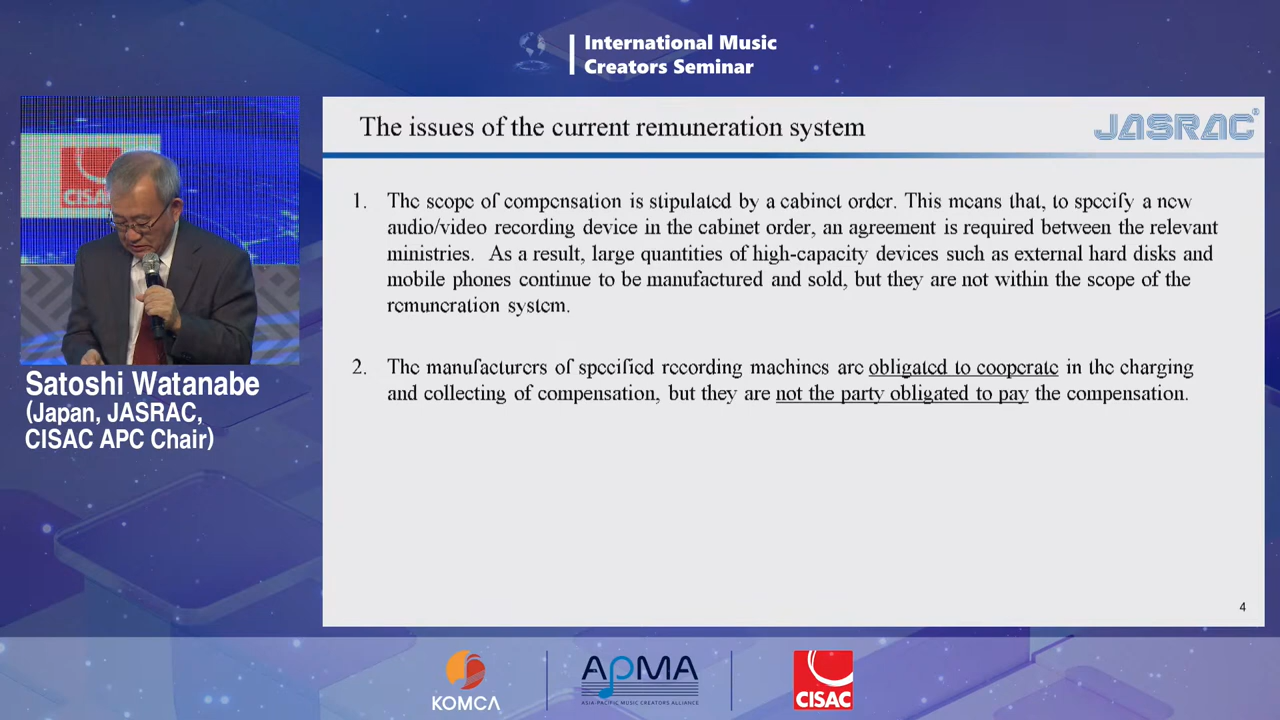 International Music
Creators Seminar
CISAC
The issues of the current remuneration system
JASRAC®
1. The scope of compensation is stipulated by a cabinet order. This means that, to specify a new
audio/video recording device in the cabinet order, an agreement is required between the relevant
ministries. As a result, large quantities of high-capacity devices such as external hard disks and
mobile phones continue to be manufactured and sold, but they are not within the scope of the
remuneration system.
2. The manufacturers of specified recording machines are obligated to cooperate in the charging
and collecting of compensation, but they are not the party obligated to pay the compensation.
4
Satoshi Watanabe
(Japan, JASRAC,
CISAC APC Chair)
KOMCA
APMA
ASIA-PACIFIC MUSIC CREATORS ALLIANCE
CISAC